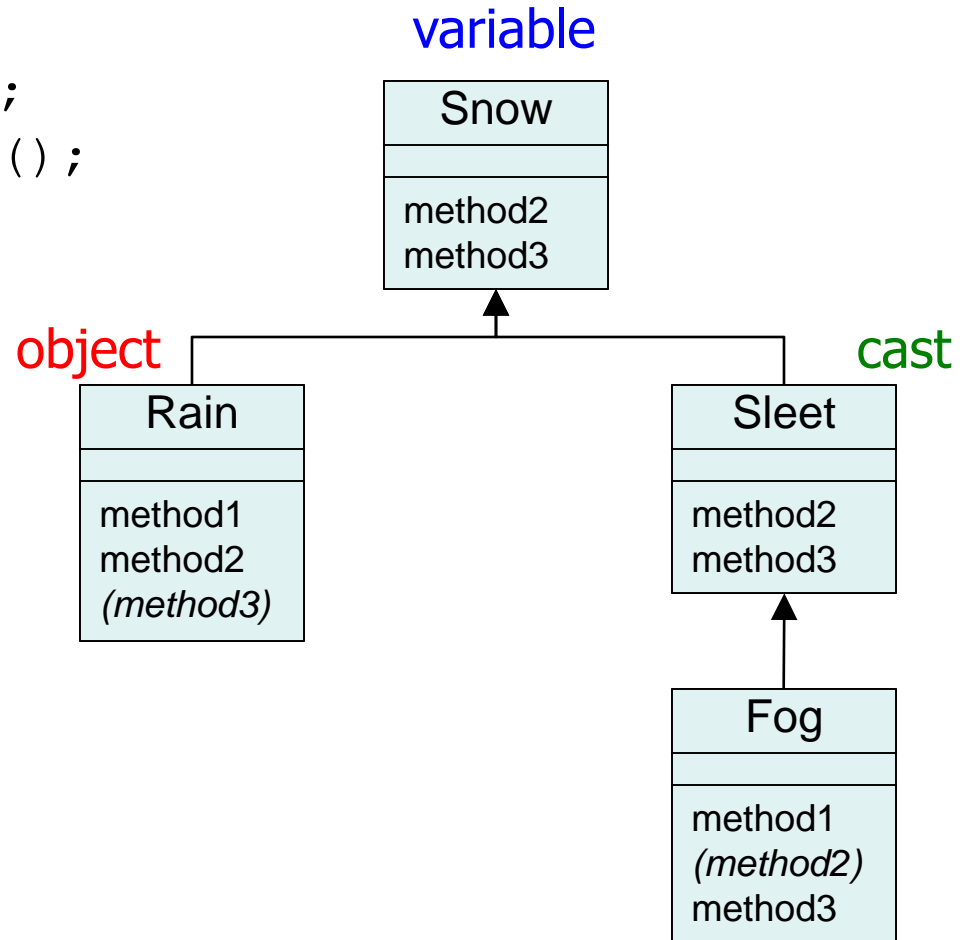 variable
;
();
Snow
method2
method3
object
cast
Rain
method1
method2
(method3)
Sleet
method2
method3
Fog
method1
(method2)
method3